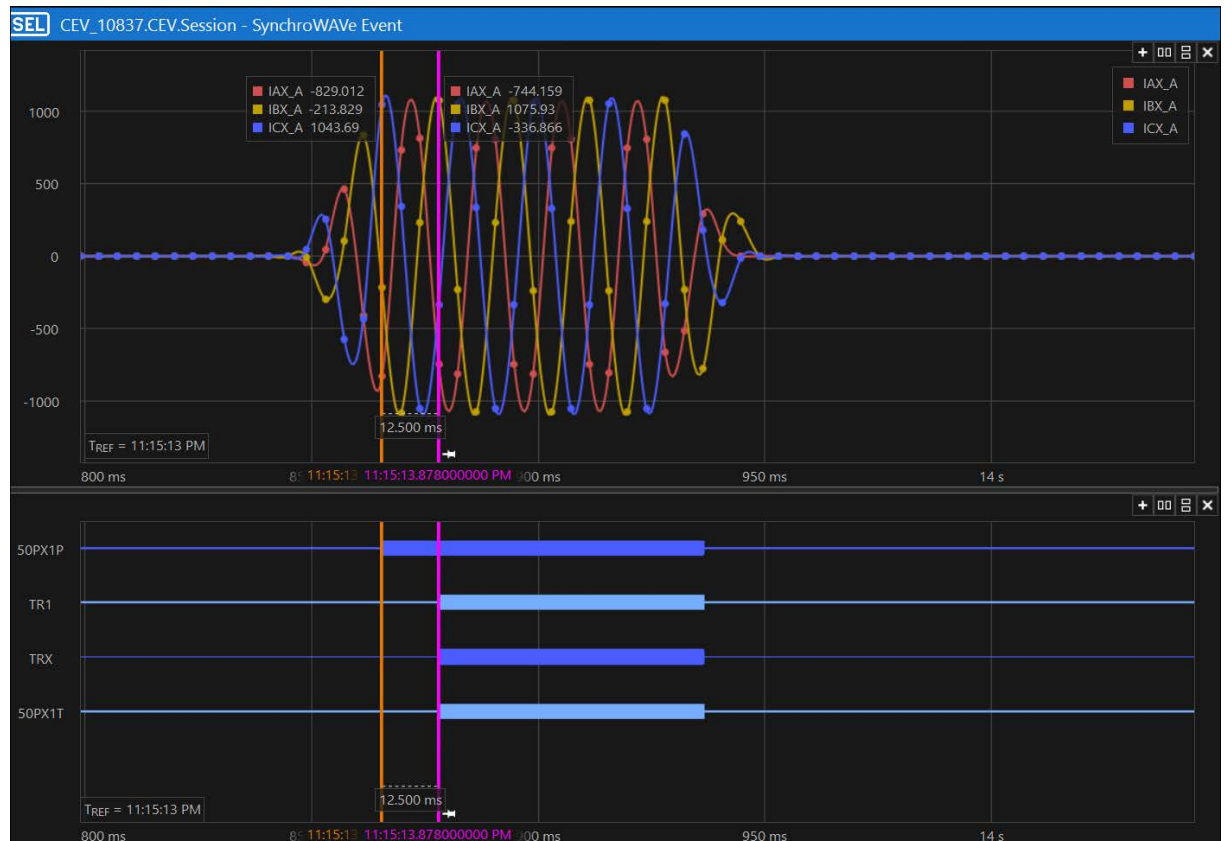 SEL CEV_10837.CEV.Session - SynchroWAVe Event
IAX_A -829.012
IBX_A -213.829
ICX_A 1043.69
IAX_A -744.159
IBX_A 1075.93
ICX_A -336.866
IAX_A
IBX_A
ICX_A
1000
500
0
-500
-1000
12.500 ms
TREF = 11:15:13 PM
800 ms 11:15:13 11:15:13.878000000 PM 00 ms 950 ms 14 s
50PX1P
TR1
TRX
50PX1T
12.500 ms
TREF = 11:15:13 PM
800 ms 11:15:13 11:15:13.878000000 PM 00 ms 950 ms 14 s